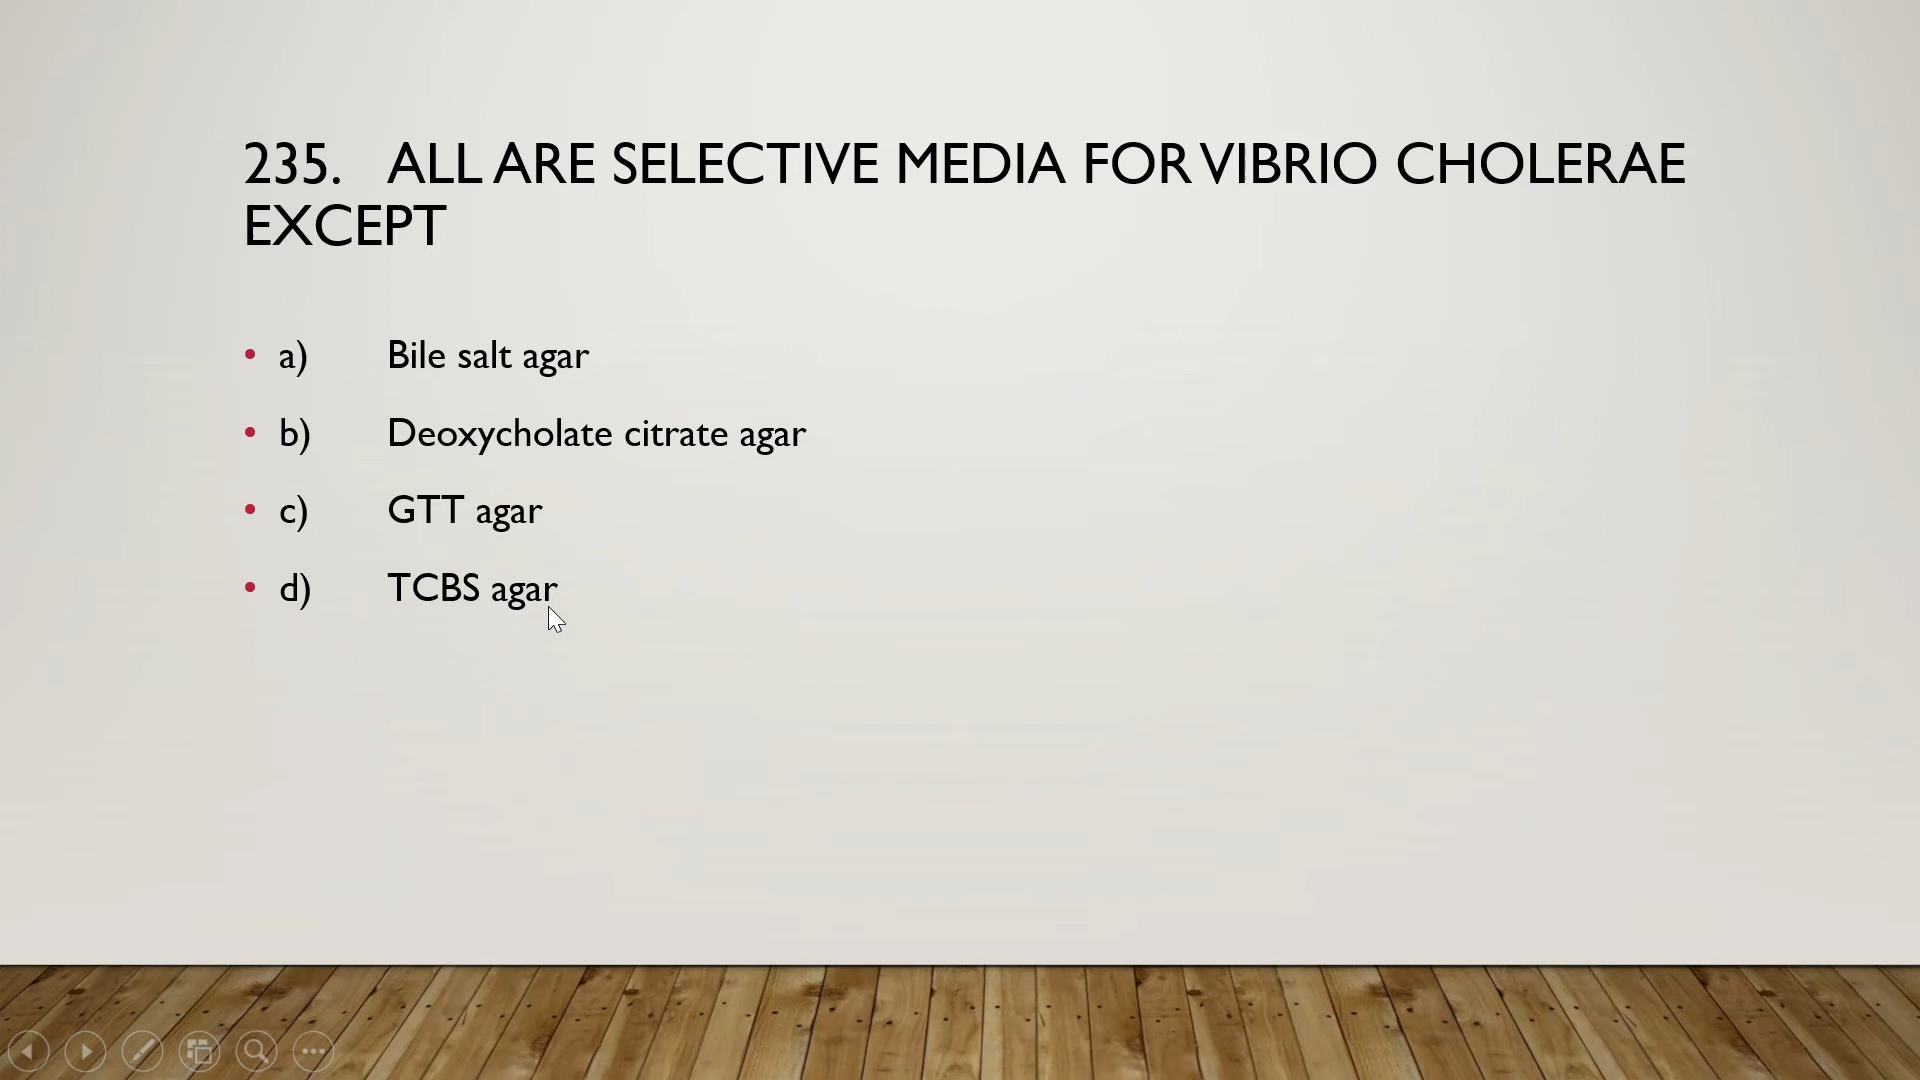 235. ALL ARE SELECTIVE MEDIA FOR VIBRIO CHOLERAE
EXCEPT
• a) Bile salt agar
• b) Deoxycholate citrate agar
• c) GTT agar
• d) TCBS agar